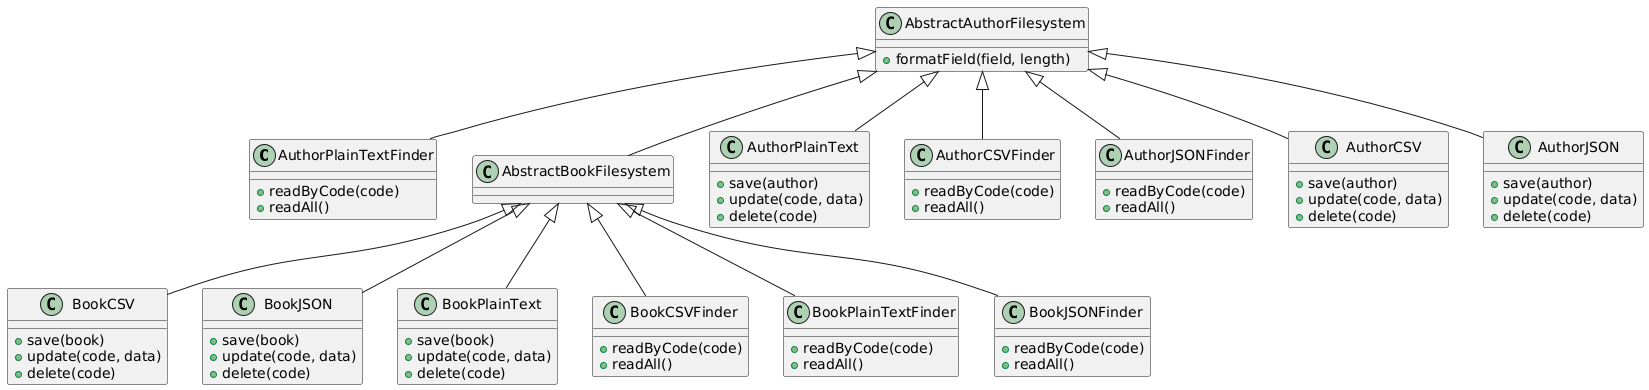 C AbstractAuthorFilesystem
formatField(field, length)
C AuthorPlainTextFinder
readByCode(code)
readAll()
C AbstractBookFilesystem
C AuthorPlainText
save(author)
update(code, data)
delete(code)
C AuthorCSVFinder
readByCode(code)
readAll()
C AuthorJSONFinder
readByCode(code)
readAll()
C AuthorCSV
save(author)
update(code, data)
delete(code)
C AuthorJSON
save(author)
update(code, data)
delete(code)
C BookCSV
save(book)
update(code, data)
delete(code)
C BookJSON
save(book)
update(code, data)
delete(code)
C BookPlainText
save(book)
update(code, data)
delete(code)
C BookCSVFinder
readByCode(code)
readAll()
C BookPlainTextFinder
readByCode(code)
readAll()
C BookJSONFinder
readByCode(code)
readAll()